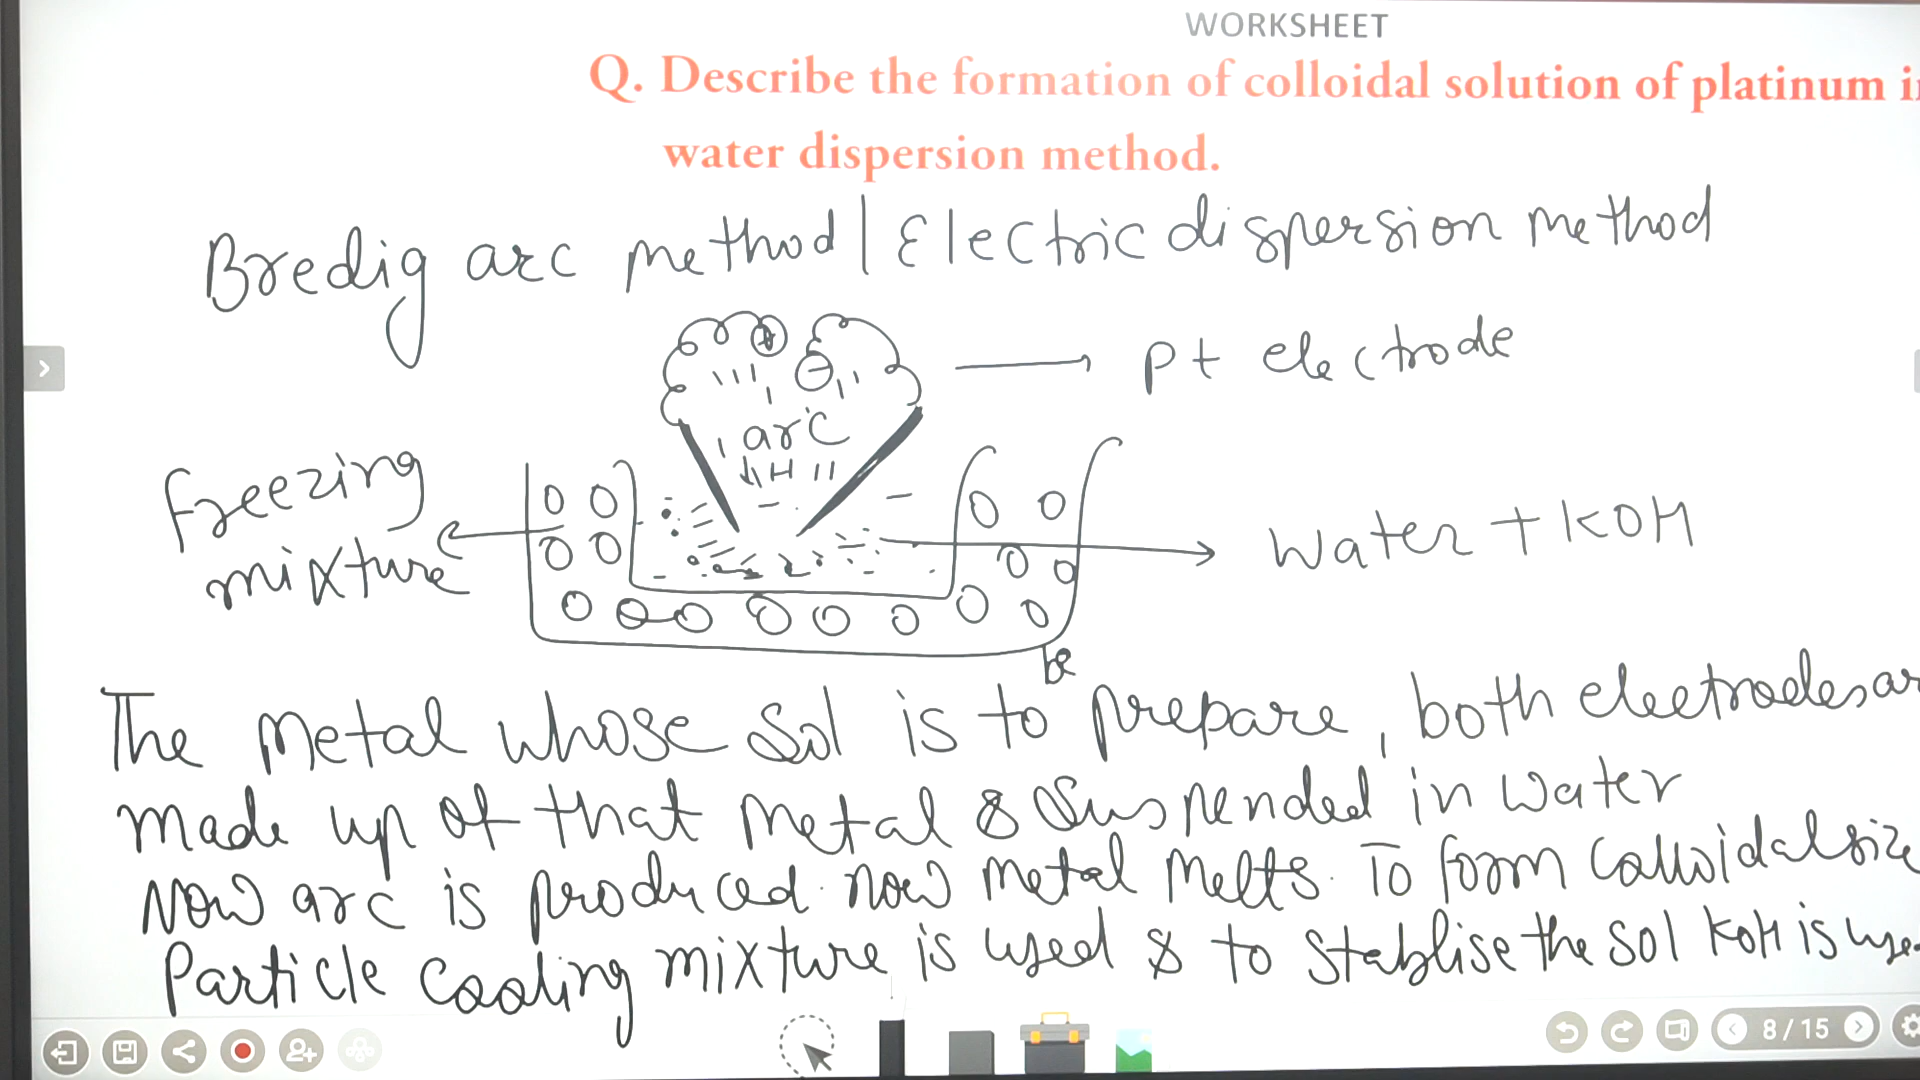 WORKSHEET
Q. Describe the formation of colloidal solution of platinum
water dispersion method.
Bredig arc method | Electric dispersion method
Pt electrode
arc
freezing
mixture
Water + KOH
be
The metal whose sol is to prepare, both electrodes
made up of that metal & suspended in water
Now arc is produced. now metal melts. To form colloidal size
Particle cooling mixture is used & to stablise the sol KOH is
8/15